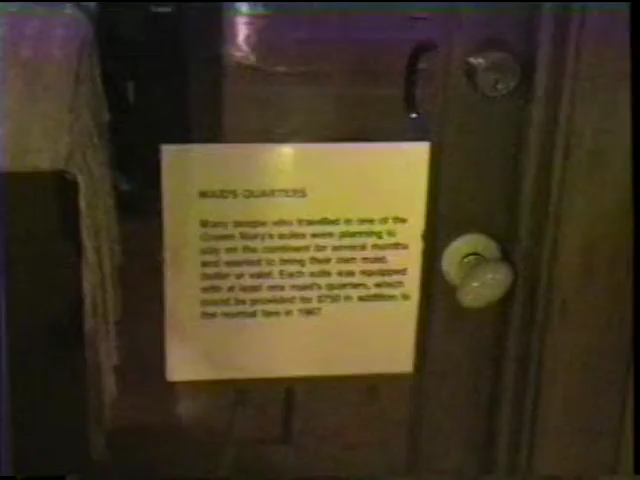 MAID'S QUARTERS
Many people who travelled in one of the
Queen Mary's suites were planning to
stay on the continent for several months
and wanted to bring their own maid,
butler or valet. Each suite was equipped
with at least one maid's quarters, which
could be provided for $750 in addition to
the normal fare in 1967.